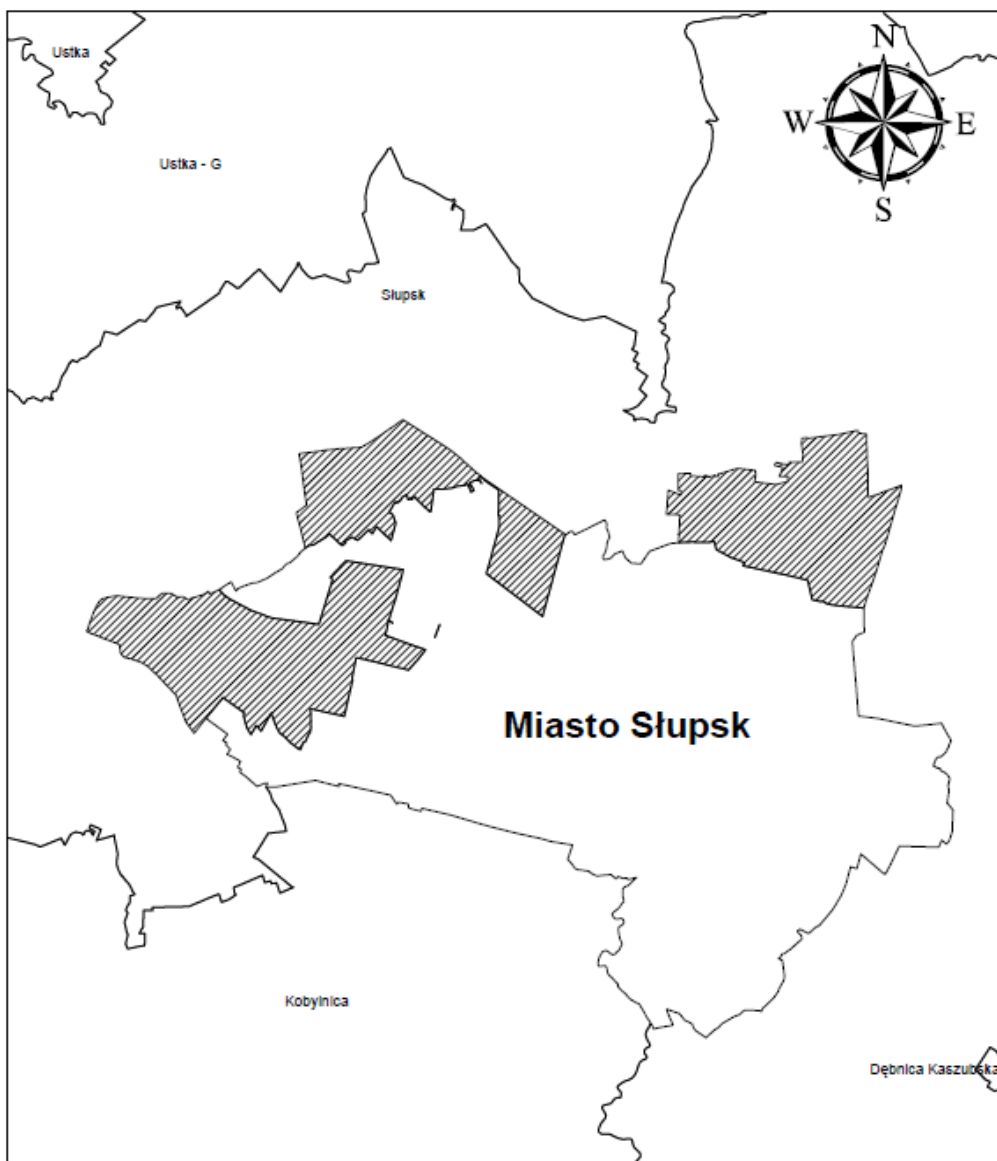 Ustka
N
W
E
S
Ustka - G
Słupsk
Miasto Słupsk
Kobylnica
Dębnica Kaszubska